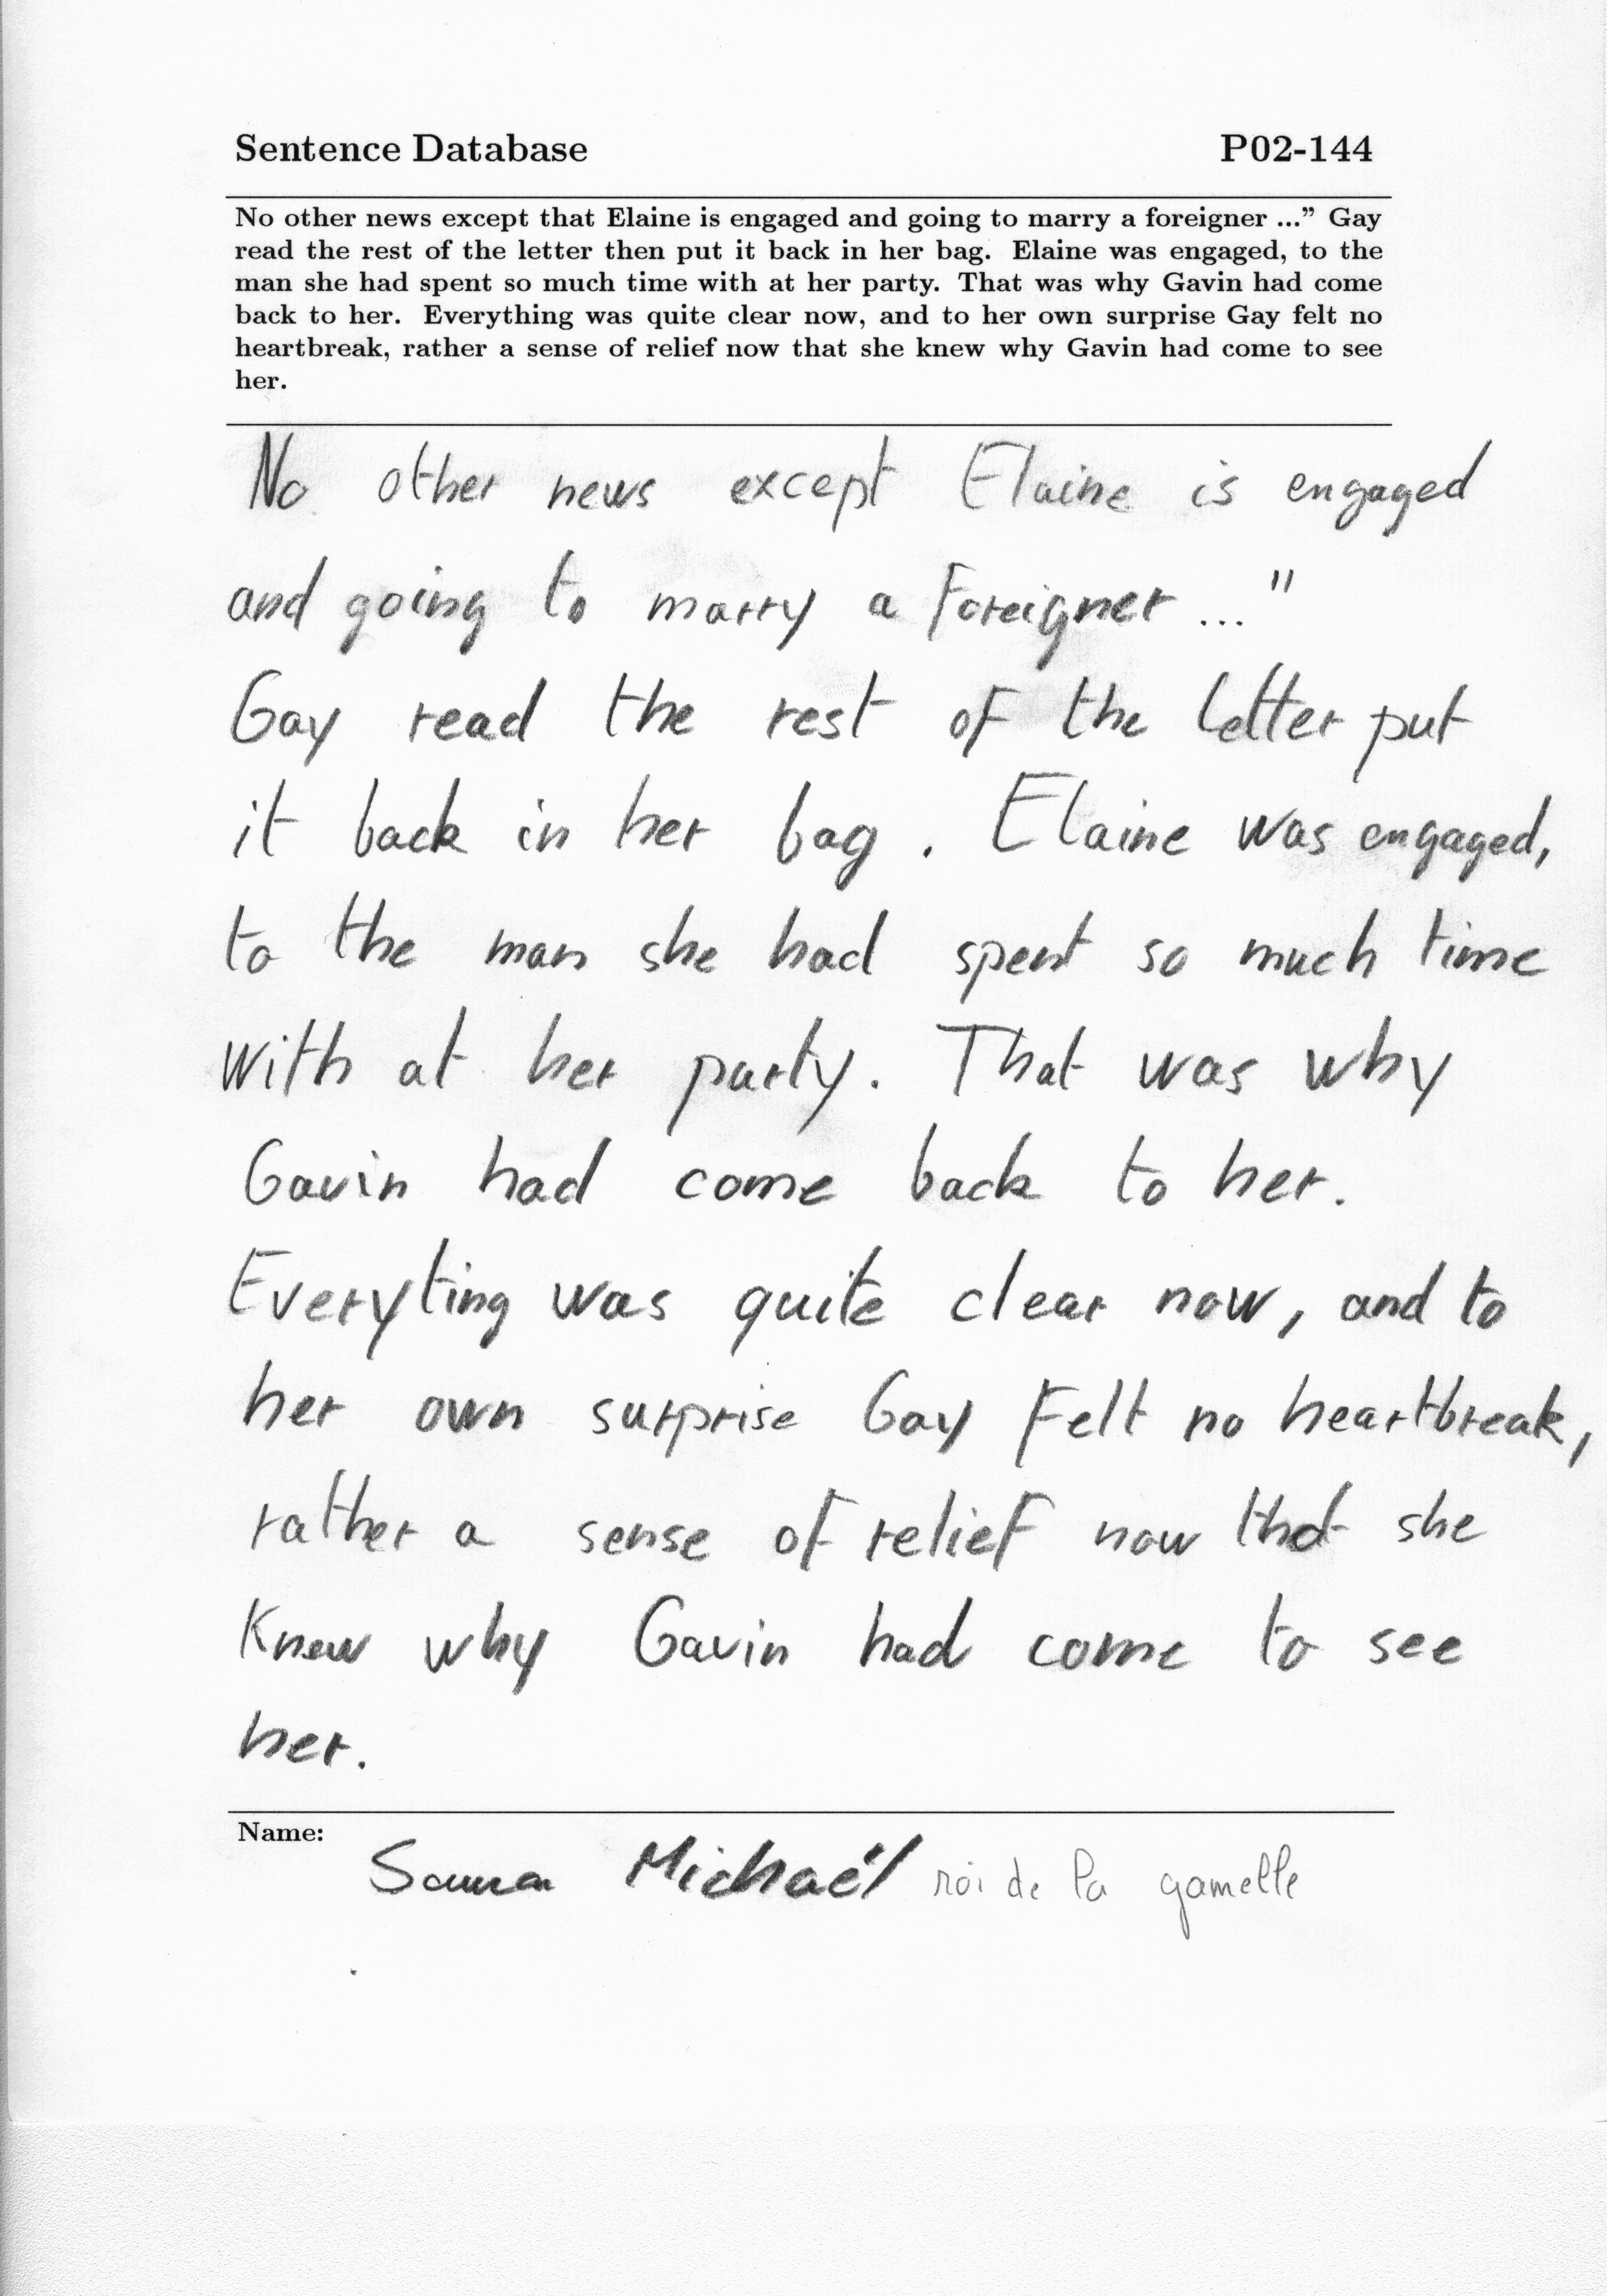 Sentence Database P02-144
No other news except that Elaine is engaged and going to marry a foreigner ..." Gay
read the rest of the letter then put it back in her bag. Elaine was engaged, to the
man she had spent so much time with at her party. That was why Gavin had come
back to her. Everything was quite clear now, and to her own surprise Gay felt no
heartbreak, rather a sense of relief now that she knew why Gavin had come to see
her.
No other news except Elaine is engaged
and going to marry a foreigner ... "
Gay read the rest of the letter put
it back in her bag . Elaine was engaged,
to the man she had spent so much time
with at her party. That was why
Gavin had come back to her.
Everyting was quite clear now, and to
her own surprise Gay felt no heartbreak,
rather a sense of relief now that she
Knew why Gavin had come to see
her.
Name: Michaël roi de la gamelle